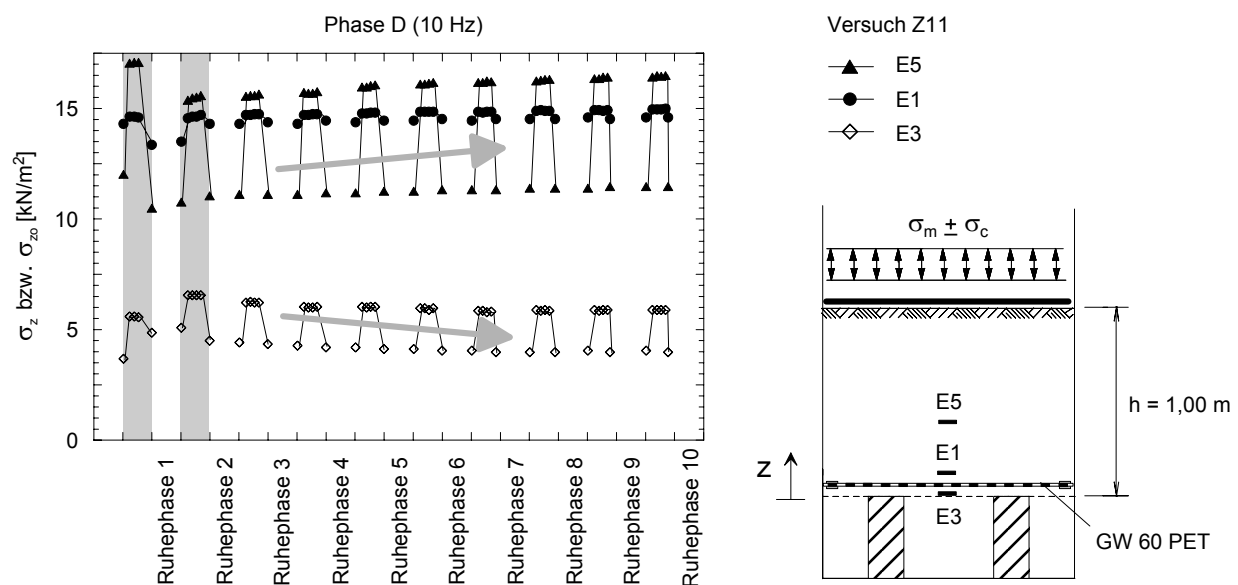 Phase D (10 Hz)
σz bzw. σzo [kN/m²]
15
10
5
0
Ruhephase 1
Ruhephase 2
Ruhephase 3
Ruhephase 4
Ruhephase 5
Ruhephase 6
Ruhephase 7
Ruhephase 8
Ruhephase 9
Ruhephase 10
Versuch Z11
E5
E1
E3
σm ± σc
E5
E1
E3
z
h = 1,00 m
GW 60 PET